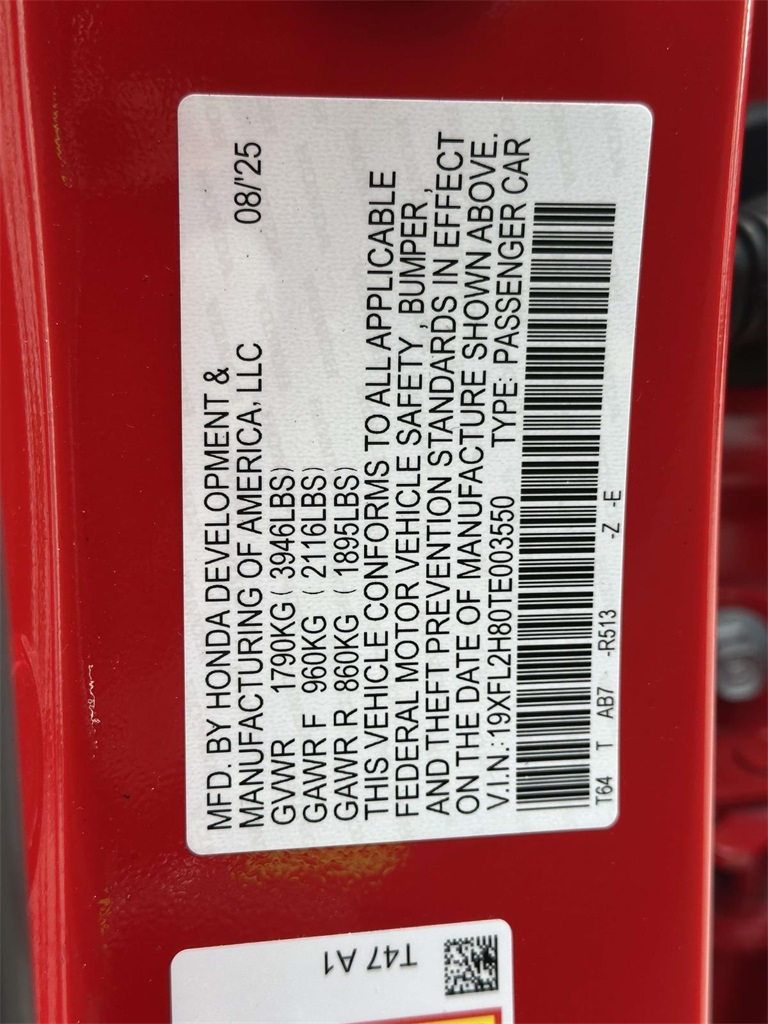 MFD. BY HONDA DEVELOPMENT &
MANUFACTURING OF AMERICA, LLC 08/'25
GVWR 1790KG ( 3946LBS)
GAWR F 960KG ( 2116LBS)
GAWR R 860KG ( 1895LBS)
THIS VEHICLE CONFORMS TO ALL APPLICABLE
FEDERAL MOTOR VEHICLE SAFETY , BUMPER ,
AND THEFT PREVENTION STANDARDS IN EFFECT
ON THE DATE OF MANUFACTURE SHOWN ABOVE.
V.I.N.:19XFL2H80TE003550 TYPE: PASSENGER CAR
T64 T AB7 -R513 -Z -E
T47 A1